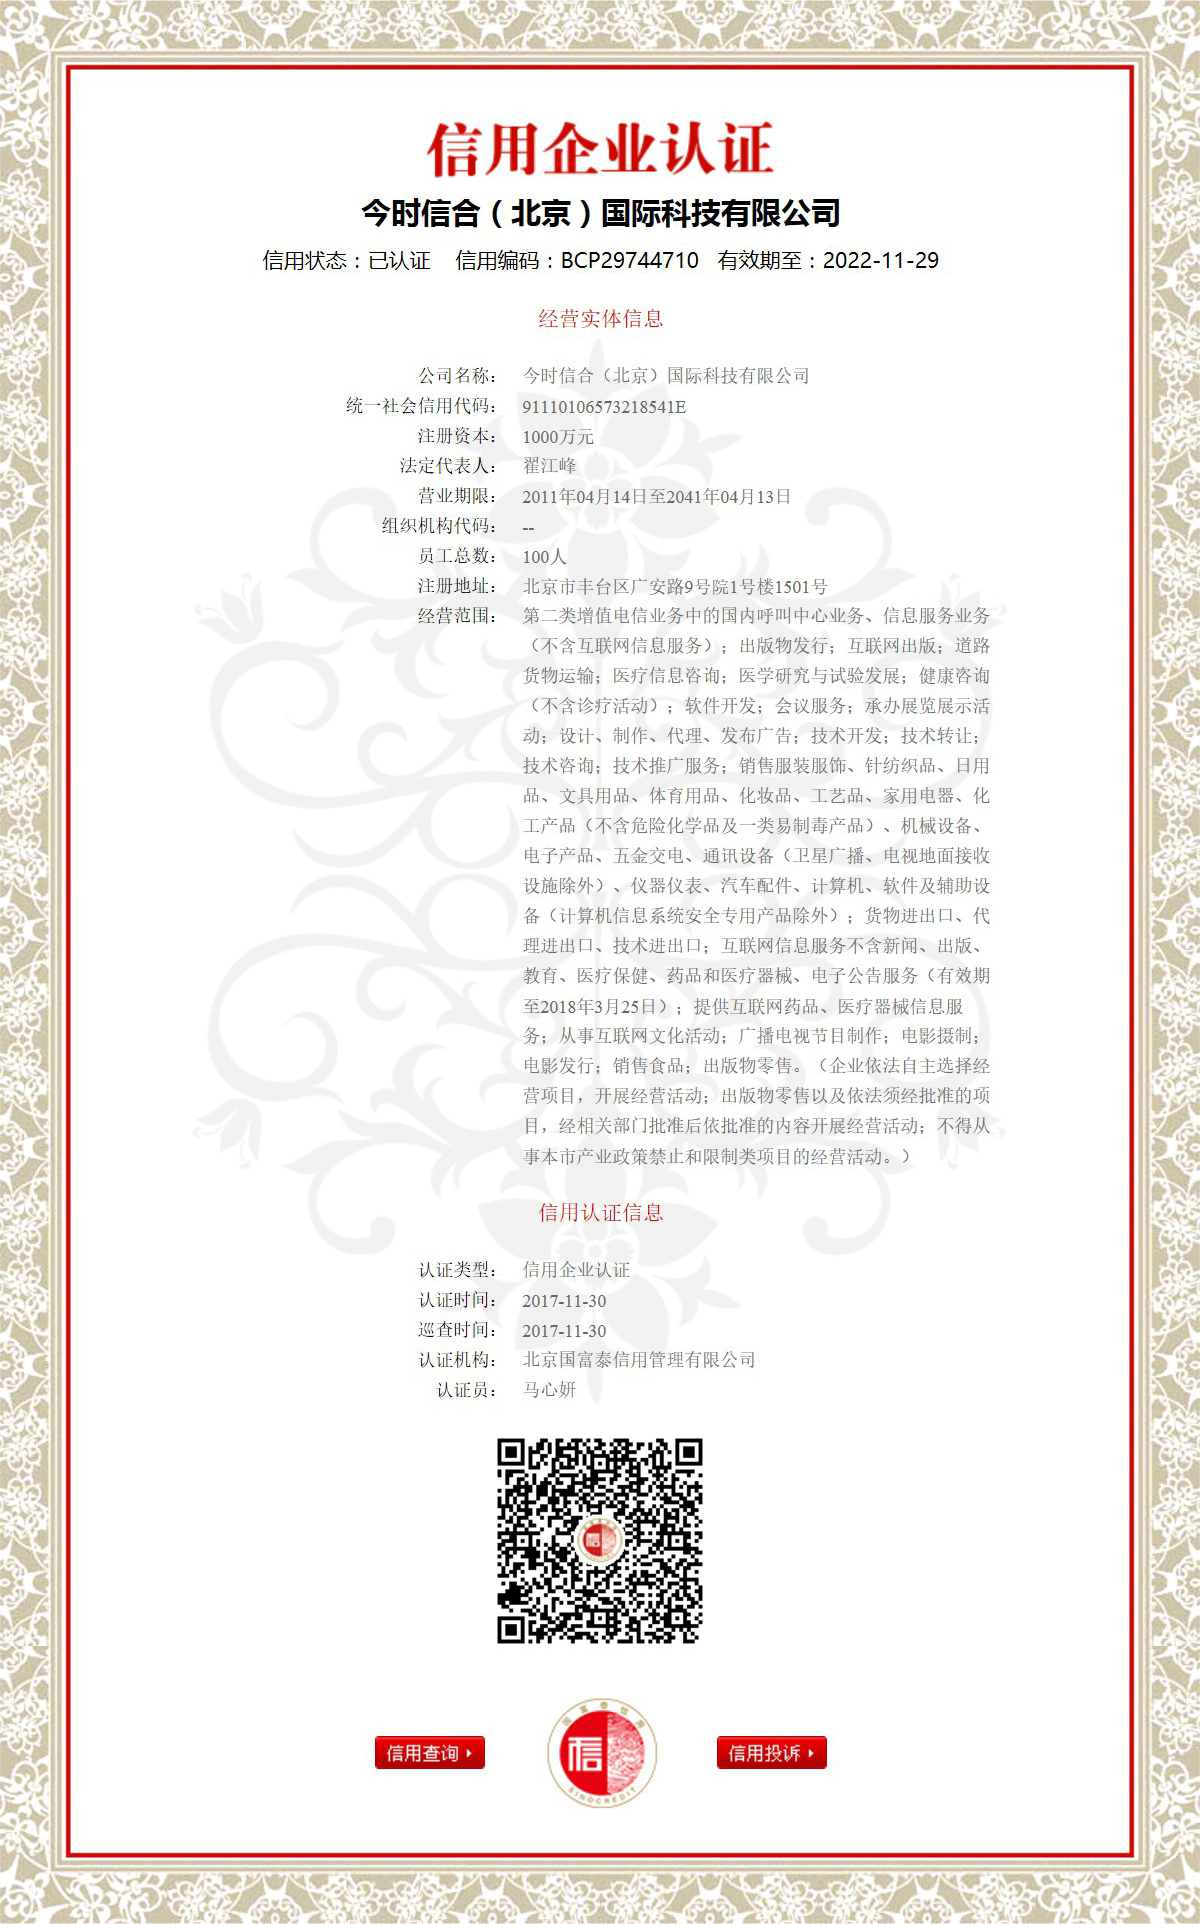 信用企业认证
今时信合（北京）国际科技有限公司
信用状态：已认证 信用编码：BCP29744710 有效期至：2022-11-29
经营实体信息
公司名称： 今时信合（北京）国际科技有限公司
统一社会信用代码： 91110106573218541E
注册资本： 1000万元
法定代表人： 翟江峰
营业期限： 2011年04月14日至2041年04月13日
组织机构代码： --
员工总数： 100人
注册地址： 北京市丰台区广安路9号院1号楼1501号
经营范围： 第二类增值电信业务中的国内呼叫中心业务、信息服务业务
（不含互联网信息服务）；出版物发行；互联网出版；道路
货物运输；医疗信息咨询；医学研究与试验发展；健康咨询
（不含诊疗活动）；软件开发；会议服务；承办展览展示活
动；设计、制作、代理、发布广告；技术开发；技术转让；
技术咨询；技术推广服务；销售服装服饰、针纺织品、日用
品、文具用品、体育用品、化妆品、工艺品、家用电器、化
工产品（不含危险化学品及一类易制毒产品）、机械设备、
电子产品、五金交电、通讯设备（卫星广播、电视地面接收
设施除外）、仪器仪表、汽车配件、计算机、软件及辅助设
备（计算机信息系统安全专用产品除外）；货物进出口、代
理进出口、技术进出口；互联网信息服务不含新闻、出版、
教育、医疗保健、药品和医疗器械、电子公告服务（有效期
至2018年3月25日）；提供互联网药品、医疗器械信息服
务；从事互联网文化活动；广播电视节目制作；电影摄制；
电影发行；销售食品；出版物零售。（企业依法自主选择经
营项目，开展经营活动；出版物零售以及依法须经批准的项
目，经相关部门批准后依批准的内容开展经营活动；不得从
事本市产业政策禁止和限制类项目的经营活动。）
信用认证信息
认证类型： 信用企业认证
认证时间： 2017-11-30
巡查时间： 2017-11-30
认证机构： 北京国富泰信用管理有限公司
认证员： 马心妍
信用查询
国富泰信用
信
SINOCREDIT
信用投诉